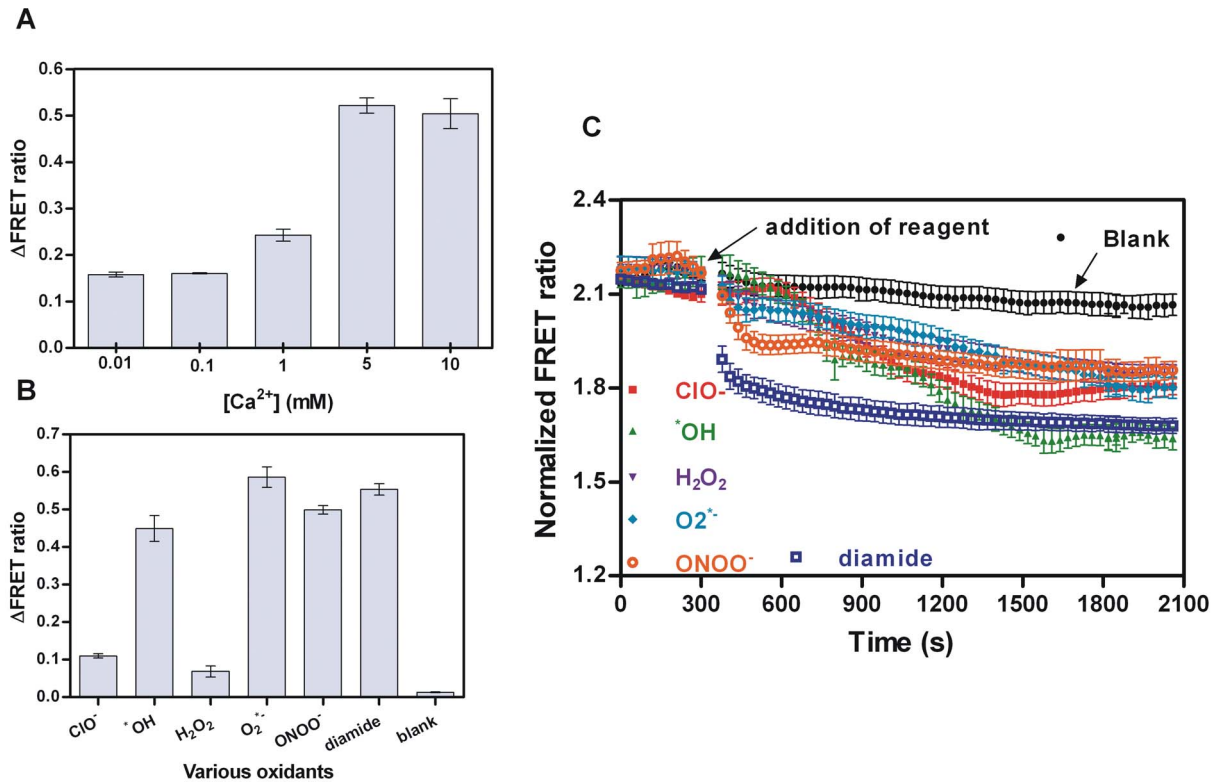 A
ΔFRET ratio
0.6
0.5
0.4
0.3
0.2
0.1
0.0
0.01 0.1 1 5 10
[Ca²⁺] (mM)
B
ΔFRET ratio
0.7
0.6
0.5
0.4
0.3
0.2
0.1
0.0
ClO⁻ *OH H₂O₂ O₂*⁻ ONOO⁻ diamide blank
Various oxidants
C
Normalized FRET ratio
2.4
2.1
1.8
1.5
1.2
addition of reagent
Blank
ClO-
*OH
H₂O₂
O2*-
ONOO⁻
diamide
0 300 600 900 1200 1500 1800 2100
Time (s)